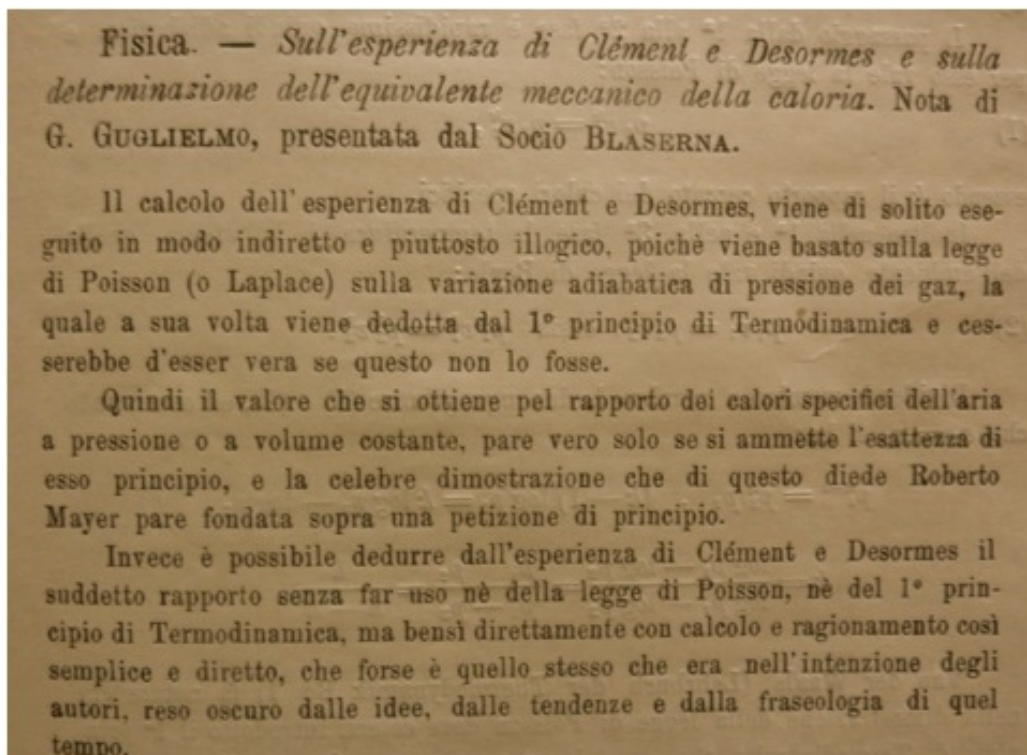 Fisica. — Sull'esperienza di Clément e Desormes e sulla
determinazione dell'equivalente meccanico della caloria. Nota di
G. GUGLIELMO, presentata dal Socio BLASERNA.
Il calcolo dell'esperienza di Clément e Desormes, viene di solito ese-
guito in modo indiretto e piuttosto illogico, poichè viene basato sulla legge
di Poisson (o Laplace) sulla variazione adiabatica di pressione dei gaz, la
quale a sua volta viene dedotta dal 1° principio di Termodinamica e ces-
serebbe d'esser vera se questo non lo fosse.
Quindi il valore che si ottiene pel rapporto dei calori specifici dell'aria
a pressione o a volume costante, pare vero solo se si ammette l'esattezza di
esso principio, e la celebre dimostrazione che di questo diede Roberto
Mayer pare fondata sopra una petizione di principio.
Invece è possibile dedurre dall'esperienza di Clément e Desormes il
suddetto rapporto senza far uso nè della legge di Poisson, nè del 1° prin-
cipio di Termodinamica, ma bensì direttamente con calcolo e ragionamento così
semplice e diretto, che forse è quello stesso che era nell'intenzione degli
autori, reso oscuro dalle idee, dalle tendenze e dalla fraseologia di quel
tempo.